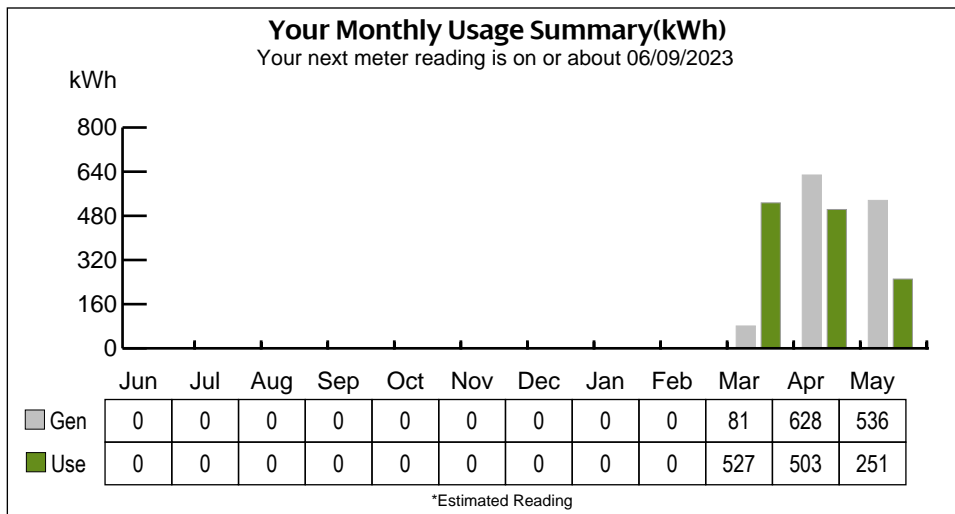 Your Monthly Usage Summary(kWh)
Your next meter reading is on or about 06/09/2023
kWh
800
640
480
320
160
0
Jun Jul Aug Sep Oct Nov Dec Jan Feb Mar Apr May
Gen 0 0 0 0 0 0 0 0 0 81 628 536
Use 0 0 0 0 0 0 0 0 0 527 503 251
*Estimated Reading